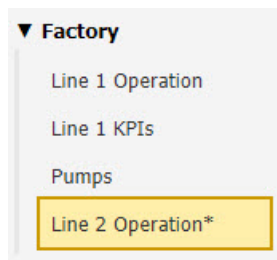 ▼ Factory
Line 1 Operation
Line 1 KPIs
Pumps
Line 2 Operation*